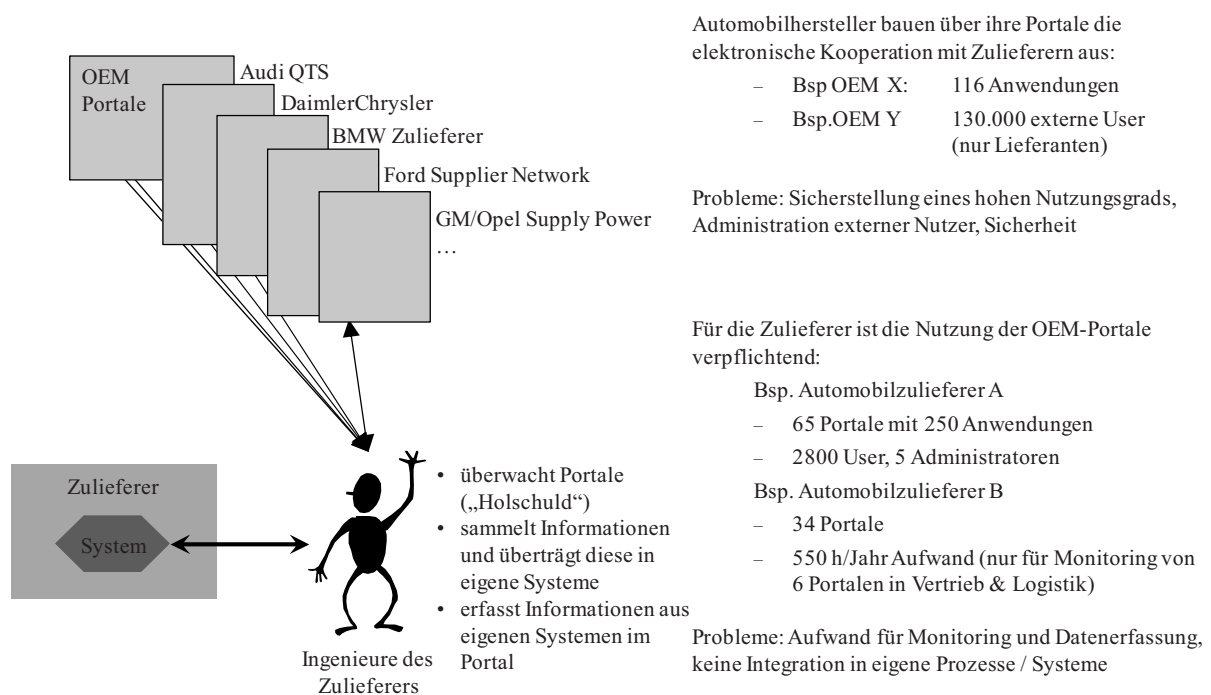 OEM
Portale
Audi QTS
DaimlerChrysler
BMW Zulieferer
Ford Supplier Network
GM/Opel Supply Power
…
Zulieferer
System
Ingenieure des
Zulieferers
• überwacht Portale
(„Holschuld“)
• sammelt Informationen
und überträgt diese in
eigene Systeme
• erfasst Informationen aus
eigenen Systemen im
Portal
Automobilhersteller bauen über ihre Portale die
elektronische Kooperation mit Zulieferern aus:
– Bsp OEM X: 116 Anwendungen
– Bsp.OEM Y 130.000 externe User
(nur Lieferanten)
Probleme: Sicherstellung eines hohen Nutzungsgrads,
Administration externer Nutzer, Sicherheit
Für die Zulieferer ist die Nutzung der OEM-Portale
verpflichtend:
Bsp. Automobilzulieferer A
– 65 Portale mit 250 Anwendungen
– 2800 User, 5 Administratoren
Bsp. Automobilzulieferer B
– 34 Portale
– 550 h/Jahr Aufwand (nur für Monitoring von
6 Portalen in Vertrieb & Logistik)
Probleme: Aufwand für Monitoring und Datenerfassung,
keine Integration in eigene Prozesse / Systeme